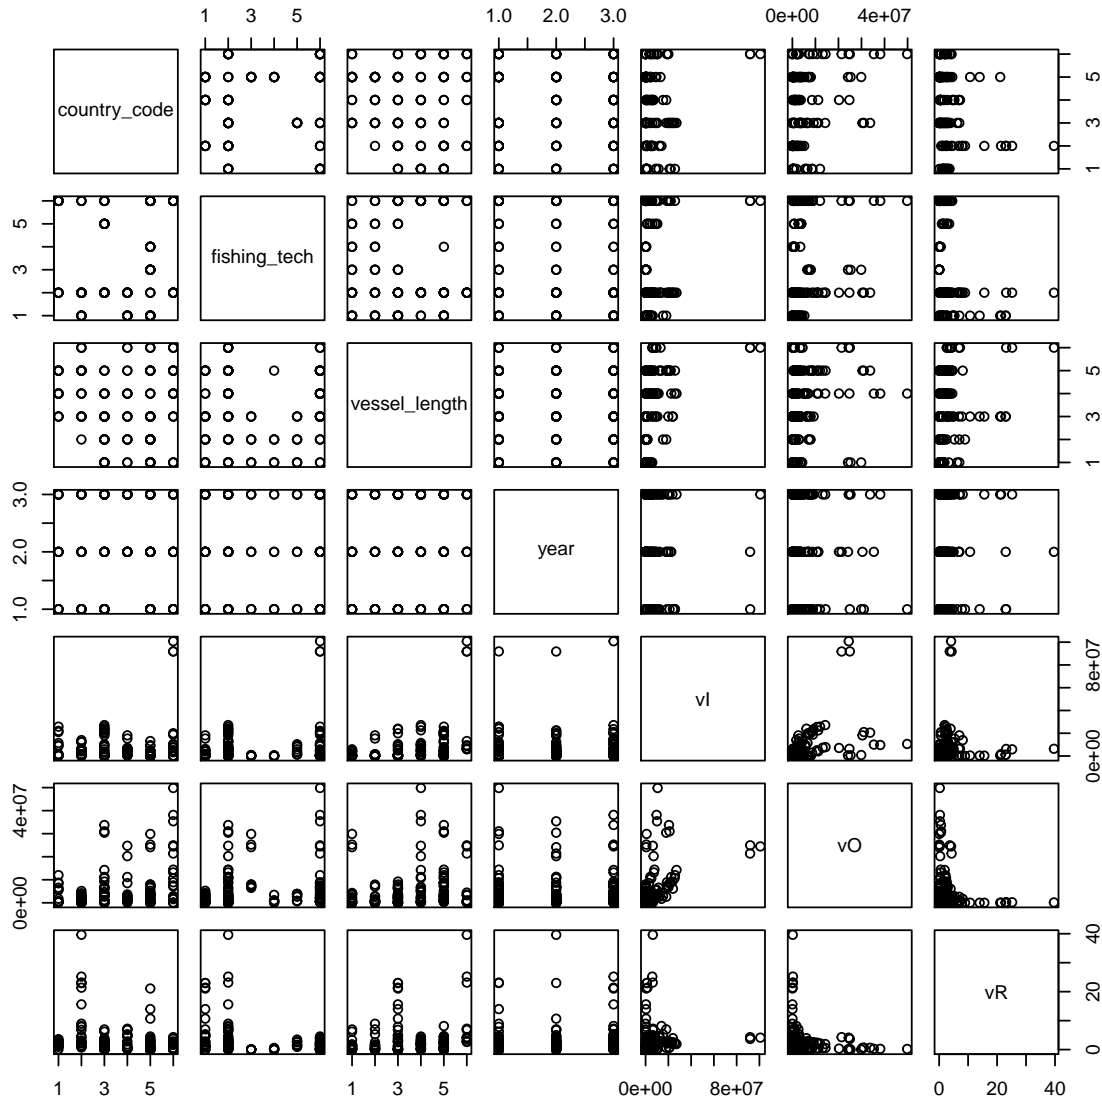 1 3 5 1.0 2.0 3.0 0e+00 4e+07
country_code
1 3 5
fishing_tech
1 3 5
vessel_length
1 3 5
year
1.0 2.0 3.0
vI
0e+00 8e+07
vO
0e+00 4e+07
vR
0 20 40
1 3 5 1 3 5 0e+00 8e+07 0 20 40